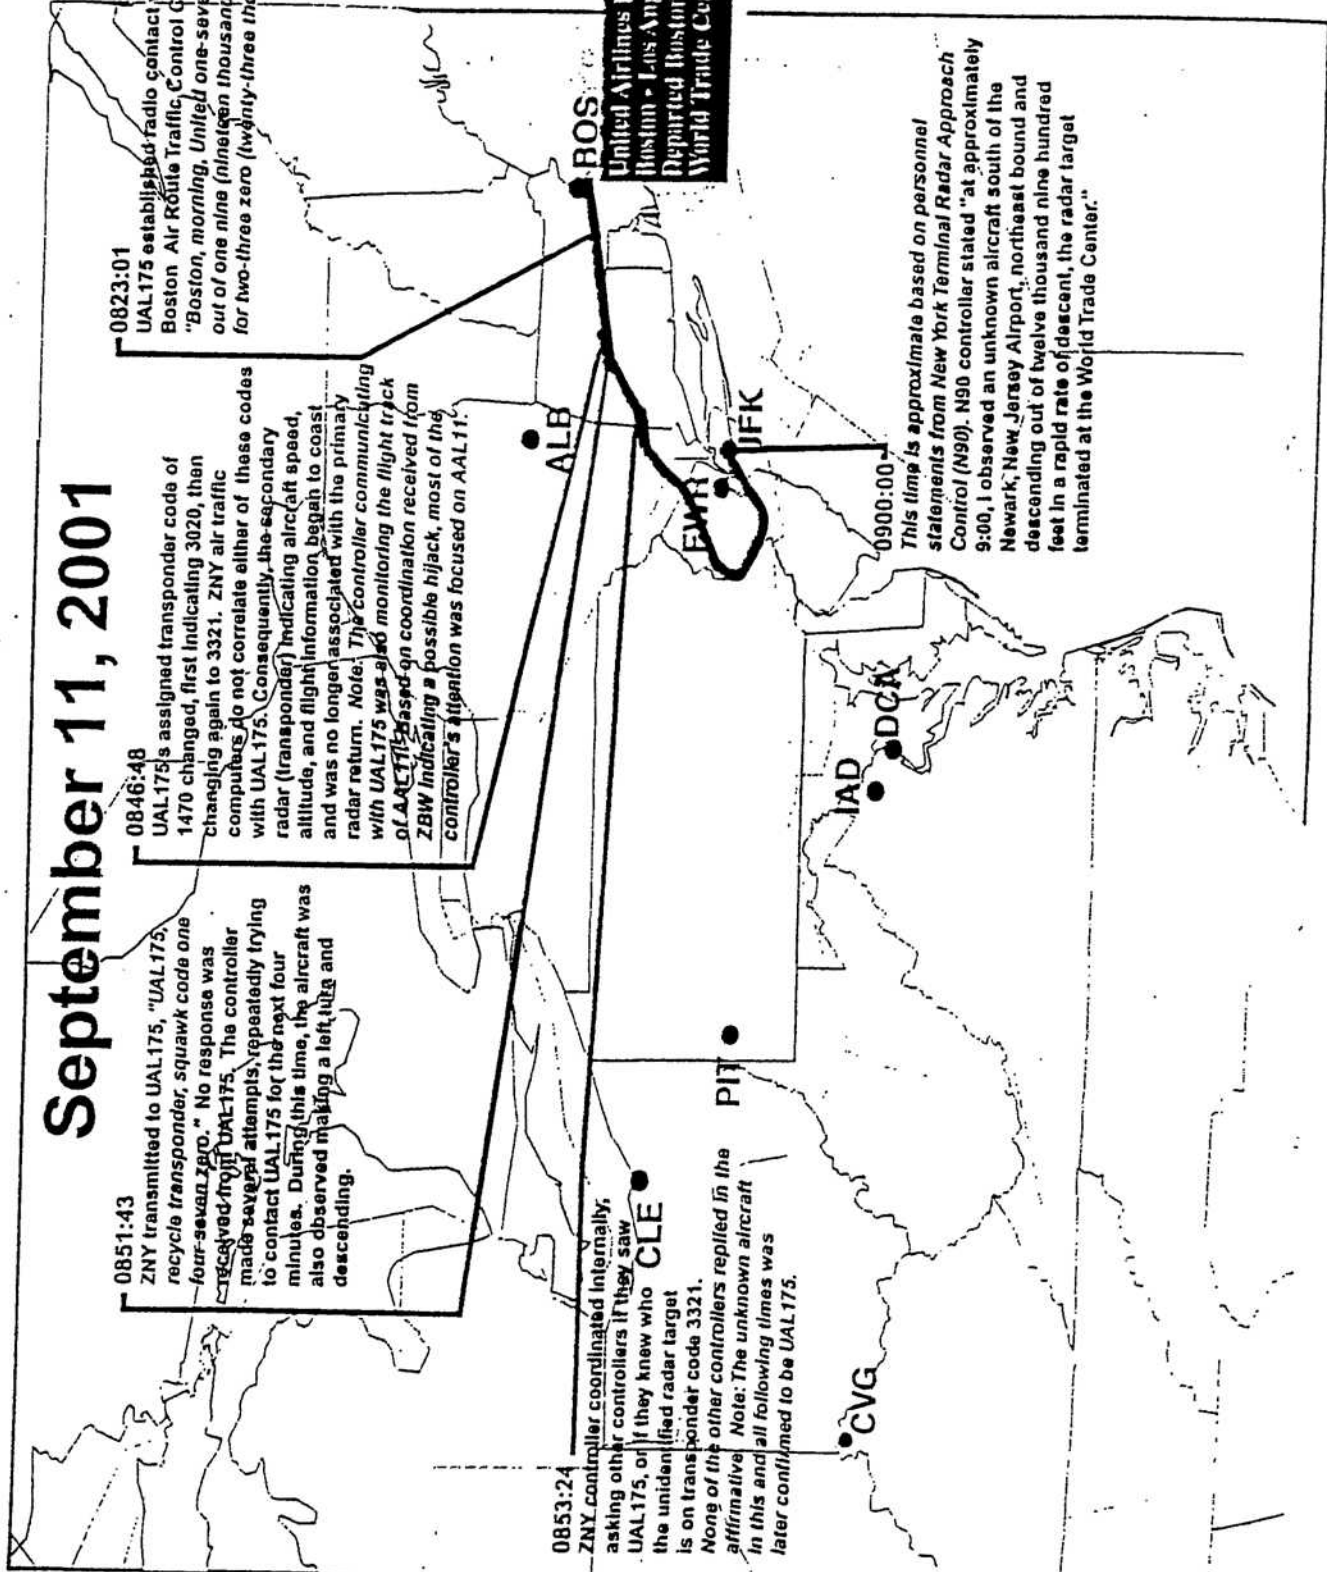 September 11, 2001
0823:01
UAL175 established radio contact
Boston Air Route Traffic Control C
"Boston, morning, United one-seve
out of one nine (nineteen thousand
for two-three zero (twenty-three tho
0846:48
UAL175's assigned transponder code of
1470 changed, first indicating 3020, then
changing again to 3321. ZNY air traffic
computers do not correlate either of these codes
with UAL175. Consequently, the secondary
radar (transponder) indicating aircraft speed,
altitude, and flight information began to coast
and was no longer associated with the primary
radar return. Note: The controller communicating
with UAL175 was also monitoring the flight track
of AAL11. Based on coordination received from
ZBW indicating a possible hijack, most of the
controller's attention was focused on AAL11.
0851:43
ZNY transmitted to UAL175, "UAL175,
recycle transponder, squawk code one
four seven zero." No response was
received from UAL175. The controller
made several attempts, repeatedly trying
to contact UAL175 for the next four
minutes. During this time, the aircraft was
also observed making a left turn and
descending.
0853:24
ZNY controller coordinated internally,
asking other controllers if they saw
UAL175, or if they knew who
the unidentified radar target
is on transponder code 3321.
None of the other controllers replied in the
affirmative. Note: The unknown aircraft
in this and all following times was
later confirmed to be UAL175.
0900:00
This time is approximate based on personnel
statements from New York Terminal Radar Approach
Control (N90). N90 controller stated "at approximately
9:00, I observed an unknown aircraft south of the
Newark, New Jersey Airport, northeast bound and
descending out of twelve thousand nine hundred
feet in a rapid rate of descent, the radar target
terminated at the World Trade Center."
United Airlines
Boston - Los An
Departed Boston
World Trade Ce
BOS
ALB
EWR
JFK
CLE
PIT
IAD
DCA
CVG